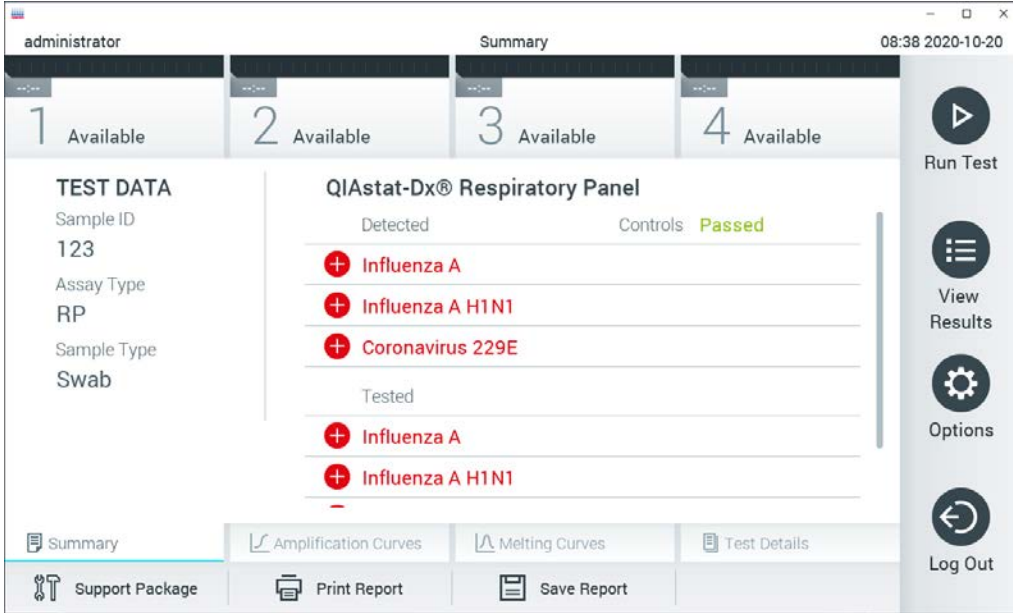 administrator Summary 08:38 2020-10-20
--:-- --:-- --:-- --:--
1 Available 2 Available 3 Available 4 Available
Run Test
TEST DATA
Sample ID
123
Assay Type
RP
Sample Type
Swab
QIAstat-Dx® Respiratory Panel
Detected Controls Passed
Influenza A
Influenza A H1N1
Coronavirus 229E
Tested
Influenza A
Influenza A H1N1
View
Results
Options
Log Out
Summary Amplification Curves Melting Curves Test Details
Support Package Print Report Save Report